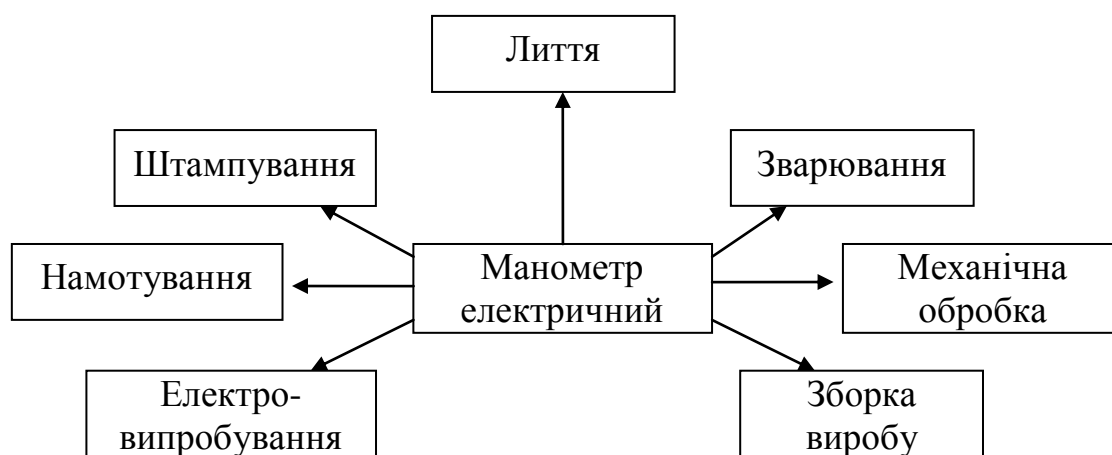 Лиття
Штампування
Зварювання
Намотування
Манометр
електричний
Механічна
обробка
Електро-
випробування
Зборка
виробу